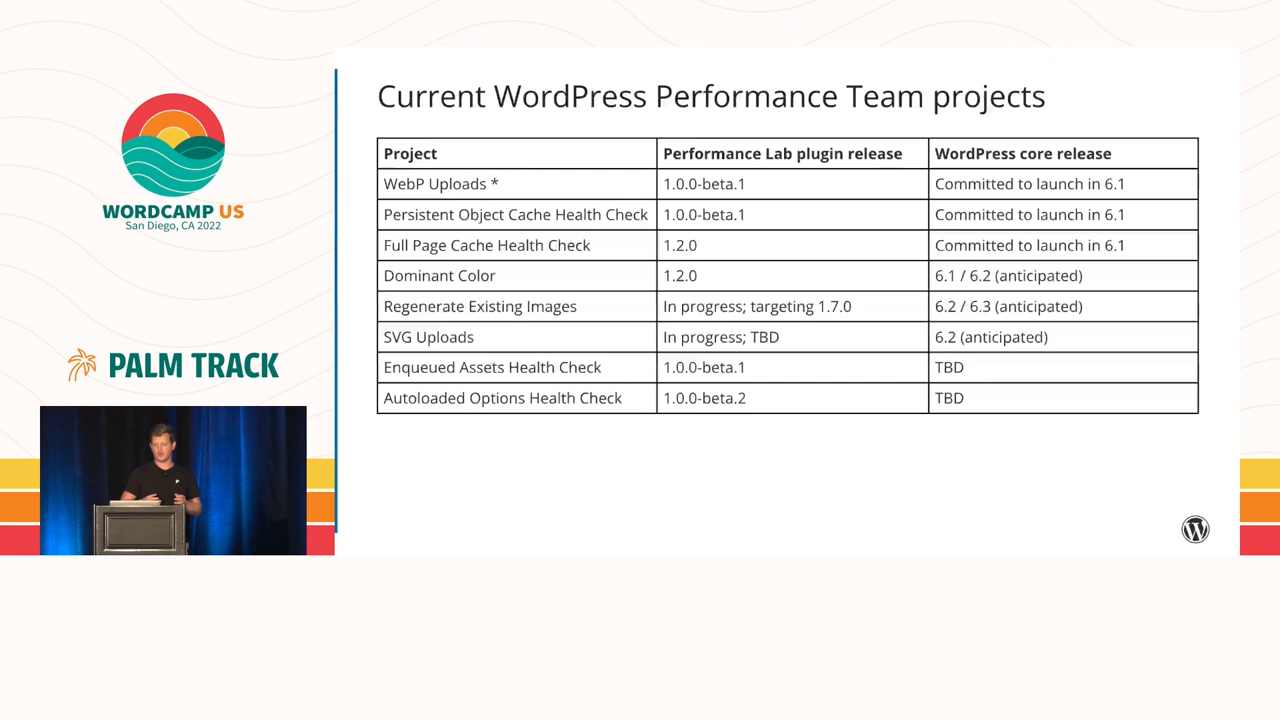 WORDCAMP US
San Diego, CA 2022
PALM TRACK
Current WordPress Performance Team projects
Project Performance Lab plugin release WordPress core release
WebP Uploads * 1.0.0-beta.1 Committed to launch in 6.1
Persistent Object Cache Health Check 1.0.0-beta.1 Committed to launch in 6.1
Full Page Cache Health Check 1.2.0 Committed to launch in 6.1
Dominant Color 1.2.0 6.1 / 6.2 (anticipated)
Regenerate Existing Images In progress; targeting 1.7.0 6.2 / 6.3 (anticipated)
SVG Uploads In progress; TBD 6.2 (anticipated)
Enqueued Assets Health Check 1.0.0-beta.1 TBD
Autoloaded Options Health Check 1.0.0-beta.2 TBD